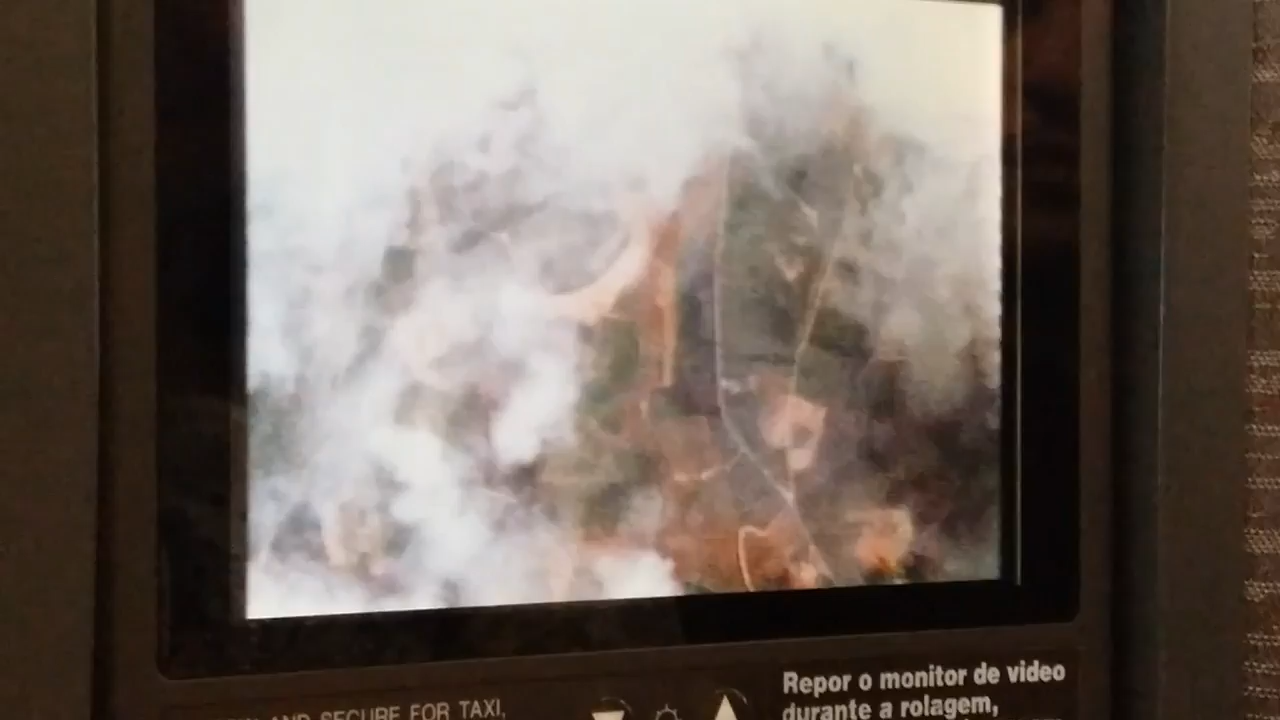 AND SECURE FOR TAXI,
Repor o monitor de video
durante a rolagem,